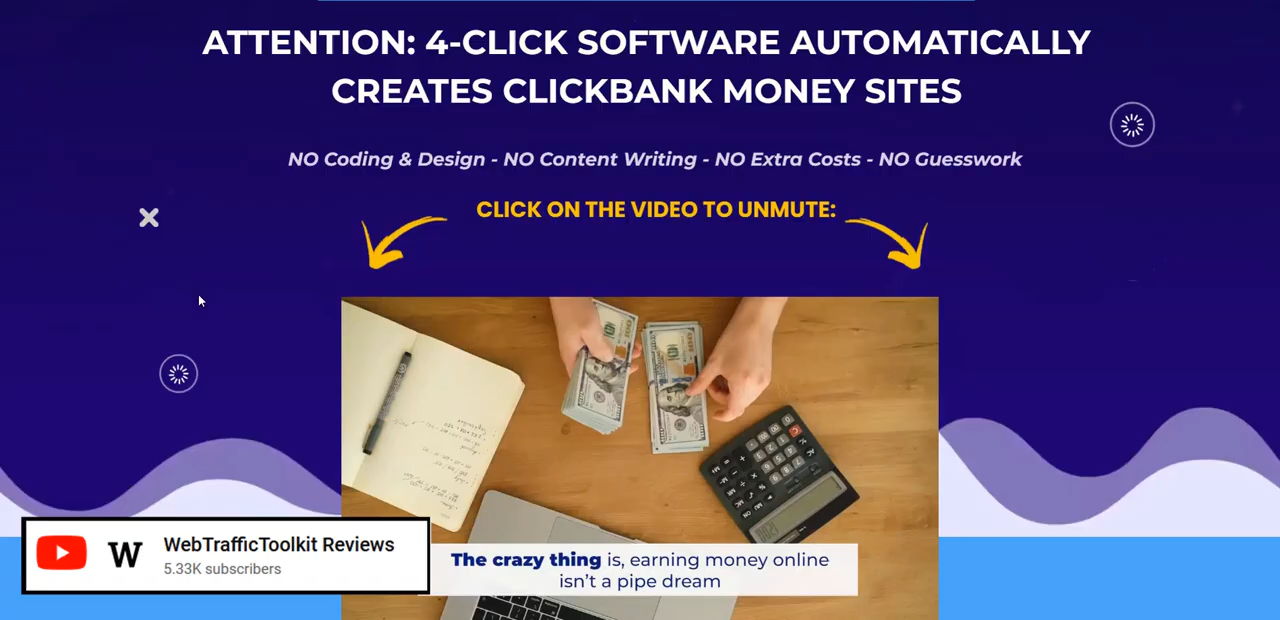 ATTENTION: 4-CLICK SOFTWARE AUTOMATICALLY
CREATES CLICKBANK MONEY SITES
NO Coding & Design - NO Content Writing - NO Extra Costs - NO Guesswork
CLICK ON THE VIDEO TO UNMUTE:
W
WebTrafficToolkit Reviews
5.33K subscribers
The crazy thing is, earning money online
isn't a pipe dream